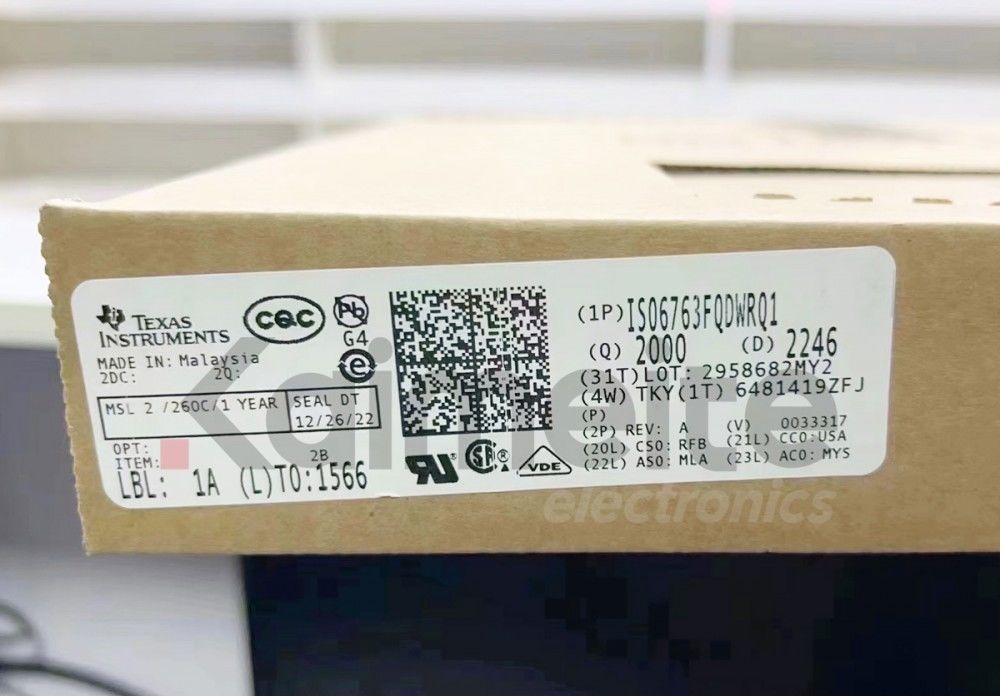 TEXAS
INSTRUMENTS
MADE IN: Malaysia
2DC: 2Q:
MSL 2 /260C/1 YEAR
SEAL DT
12/26/22
OPT:
ITEM: 2B
LBL: 1A (L)TO:1566
CQC
Pb
G4
e
(1P)ISO6763FQDWRQ1
(Q) 2000 (D) 2246
(31T)LOT: 2958682MY2
(4W) TKY(1T) 6481419ZFJ
(P)
(2P) REV: A (V) 0033317
(20L) CSO: RFB (21L) CCO:USA
(22L) ASO: MLA (23L) ACO: MYS
VDE
Kaimeite
electronics